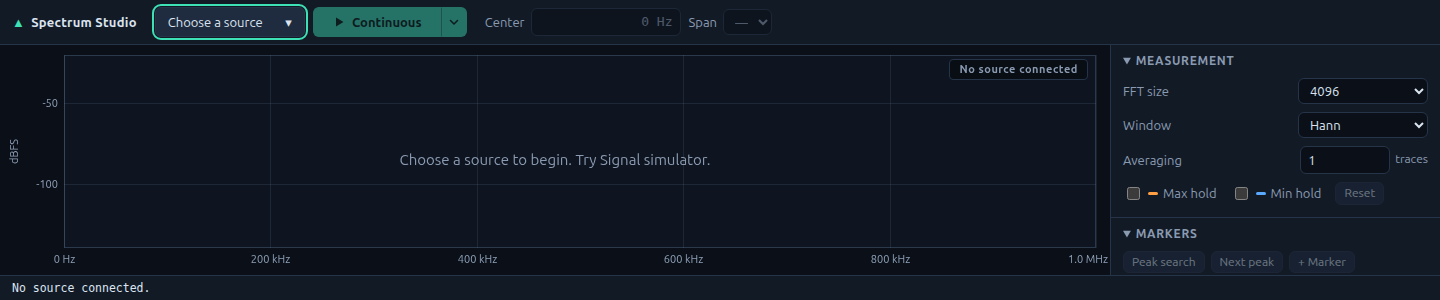 ▲ Spectrum Studio
Choose a source ▼
▶ Continuous
Center 0 Hz Span —
No source connected
-50
-100
dBFS
Choose a source to begin. Try Signal simulator.
0 Hz 200 kHz 400 kHz 600 kHz 800 kHz 1.0 MHz
▼ MEASUREMENT
FFT size 4096
Window Hann
Averaging 1 traces
Max hold Min hold Reset
▼ MARKERS
Peak search Next peak + Marker
No source connected.